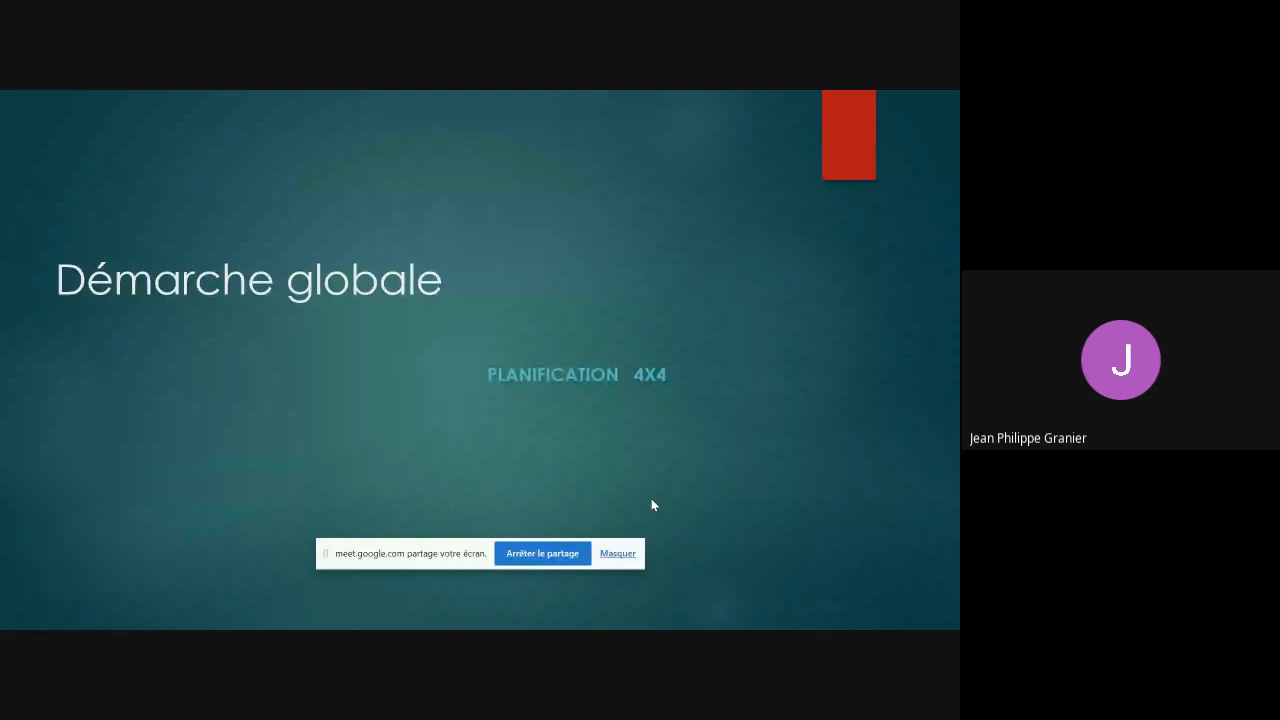 Démarche globale
PLANIFICATION 4X4
meet.google.com partage votre écran.
Arrêter le partage
Masquer
J
Jean Philippe Granier